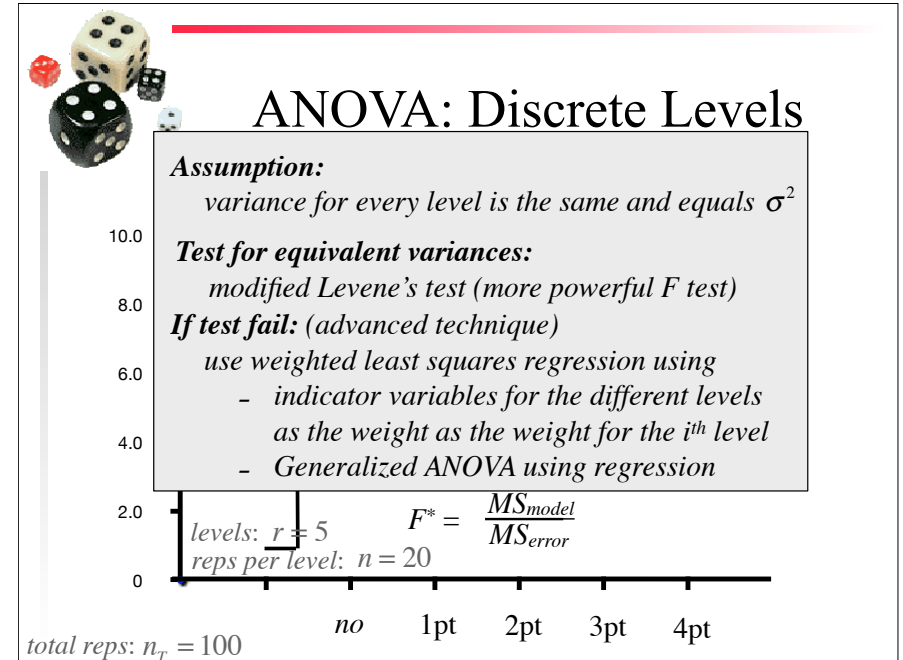 ANOVA: Discrete Levels
Assumption:
variance for every level is the same and equals σ²
Test for equivalent variances:
modified Levene's test (more powerful F test)
If test fail: (advanced technique)
use weighted least squares regression using
- indicator variables for the different levels
as the weight as the weight for the iᵗʰ level
- Generalized ANOVA using regression
10.0
8.0
6.0
4.0
2.0
0
F* = MSmodel
MSerror
levels: r = 5
reps per level: n = 20
no 1pt 2pt 3pt 4pt
total reps: n_T = 100